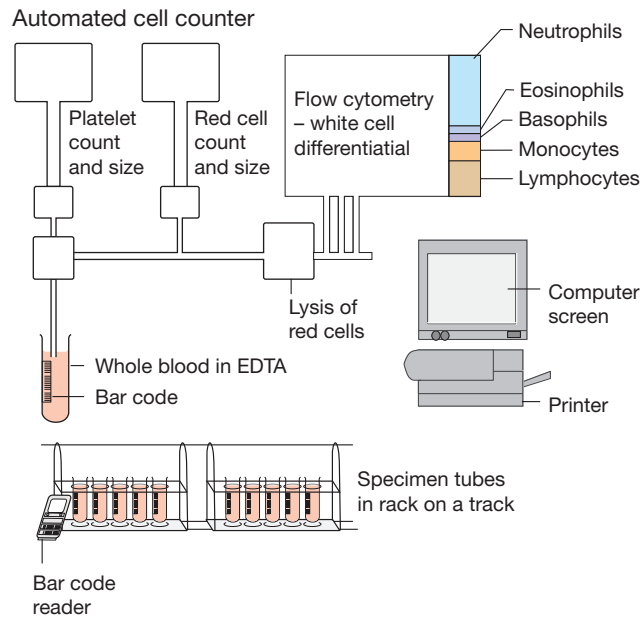 Automated cell counter
Platelet
count
and size
Red cell
count
and size
Flow cytometry
– white cell
differentiatial
Neutrophils
Eosinophils
Basophils
Monocytes
Lymphocytes
Lysis of
red cells
Computer
screen
Printer
Whole blood in EDTA
Bar code
Specimen tubes
in rack on a track
Bar code
reader